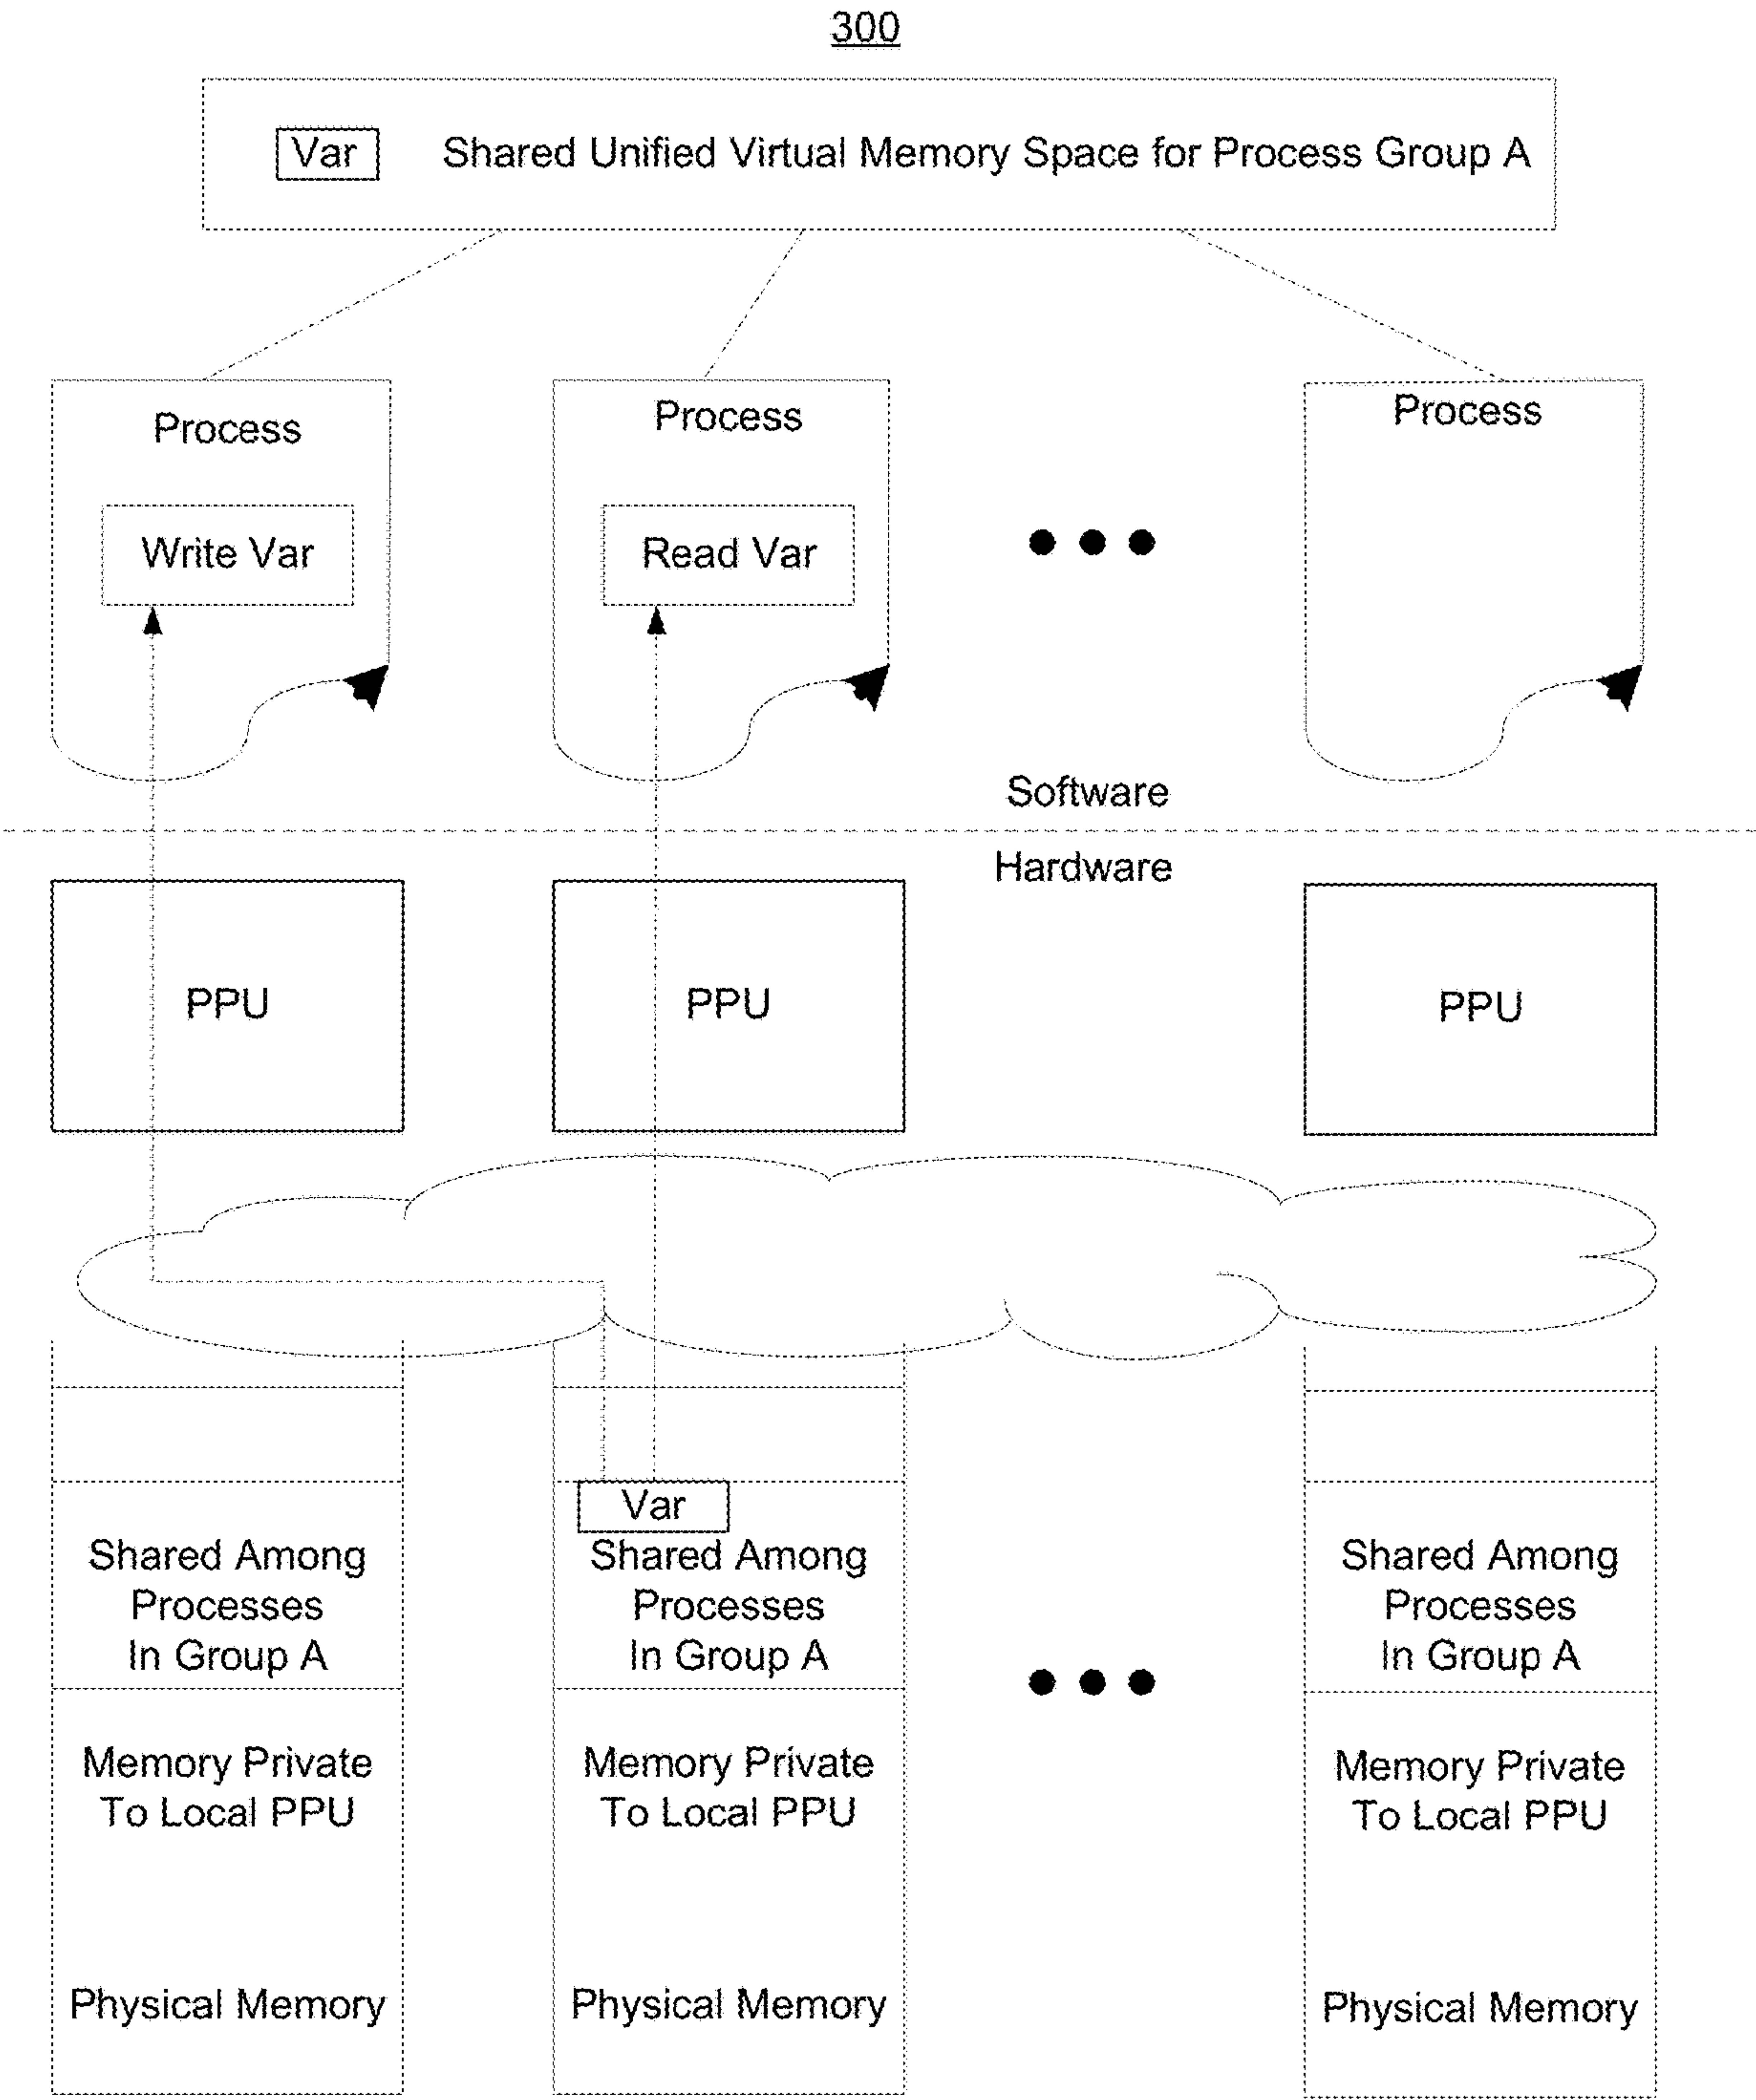 300
Var
Shared Unified Virtual Memory Space for Process Group A
Process
Write Var
Process
Read Var
Process
Software
Hardware
PPU
PPU
PPU
Shared Among
Processes
In Group A
Memory Private
To Local PPU
Physical Memory
Var
Shared Among
Processes
In Group A
Memory Private
To Local PPU
Physical Memory
Shared Among
Processes
In Group A
Memory Private
To Local PPU
Physical Memory